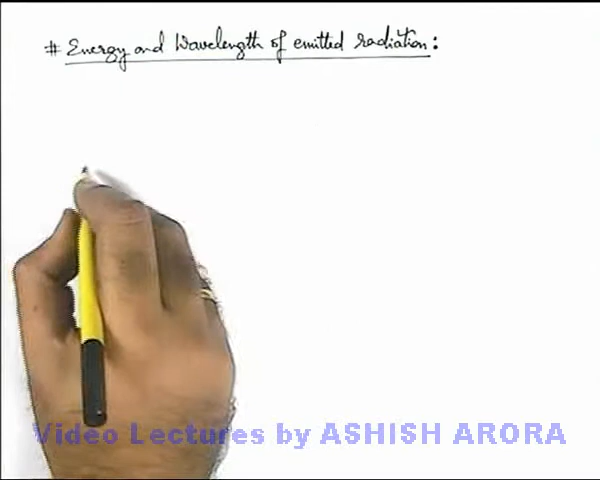 # Energy and Wavelength of emitted radiation:
Video Lectures by ASHISH ARORA